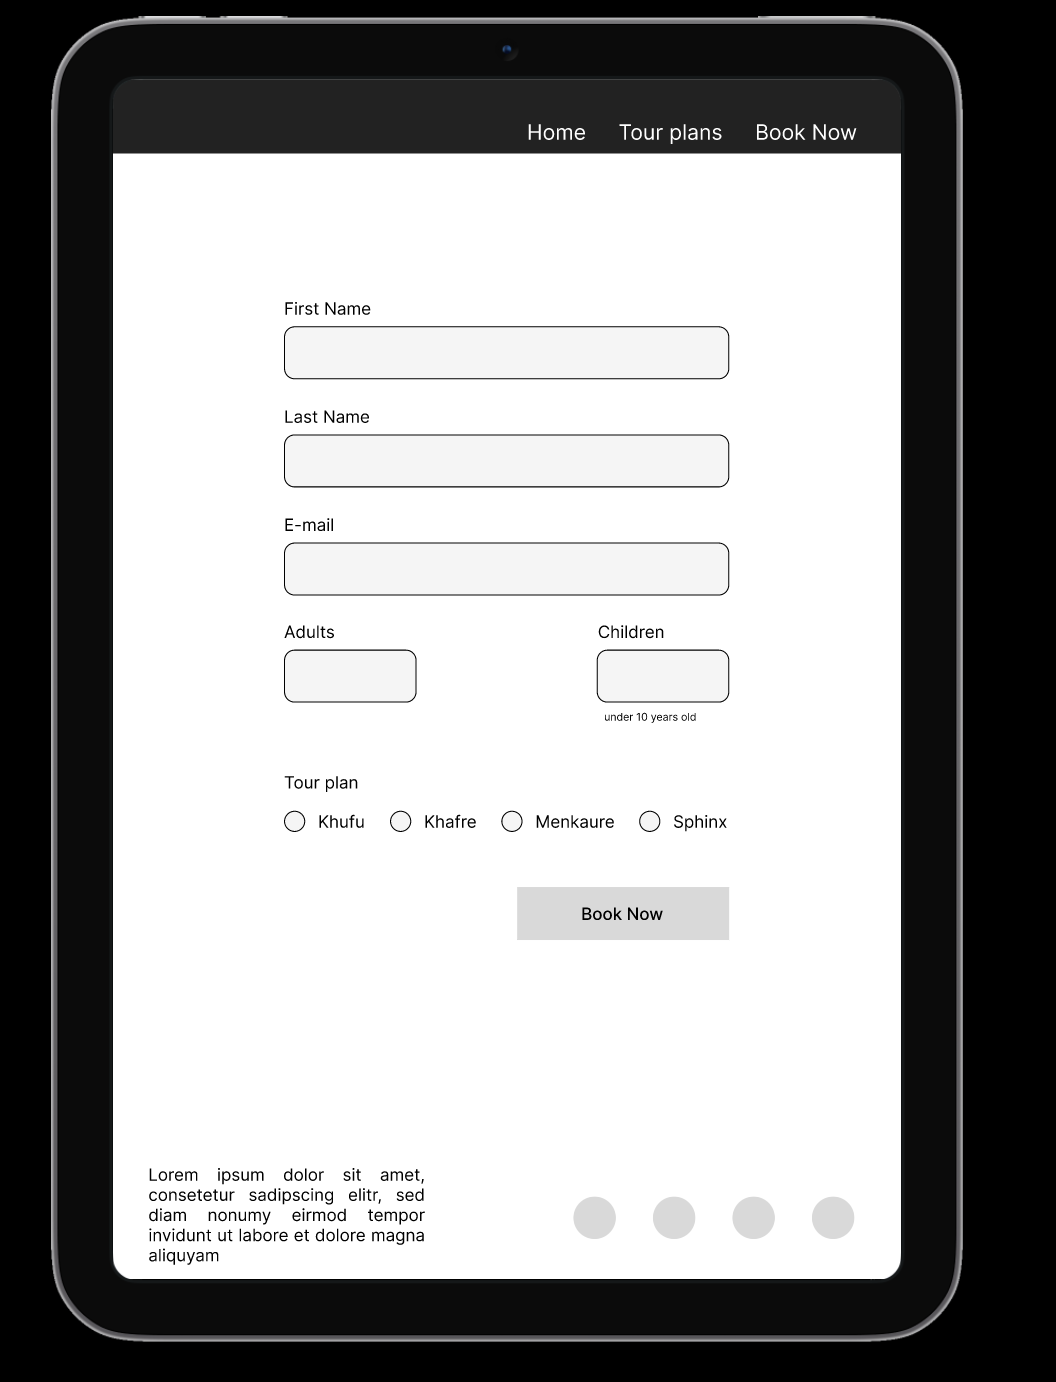 Home Tour plans Book Now
First Name
Last Name
E-mail
Adults Children
under 10 years old
Tour plan
Khufu Khafre Menkaure Sphinx
Book Now
Lorem ipsum dolor sit amet,
consetetur sadipscing elitr, sed
diam nonumy eirmod tempor
invidunt ut labore et dolore magna
aliquyam